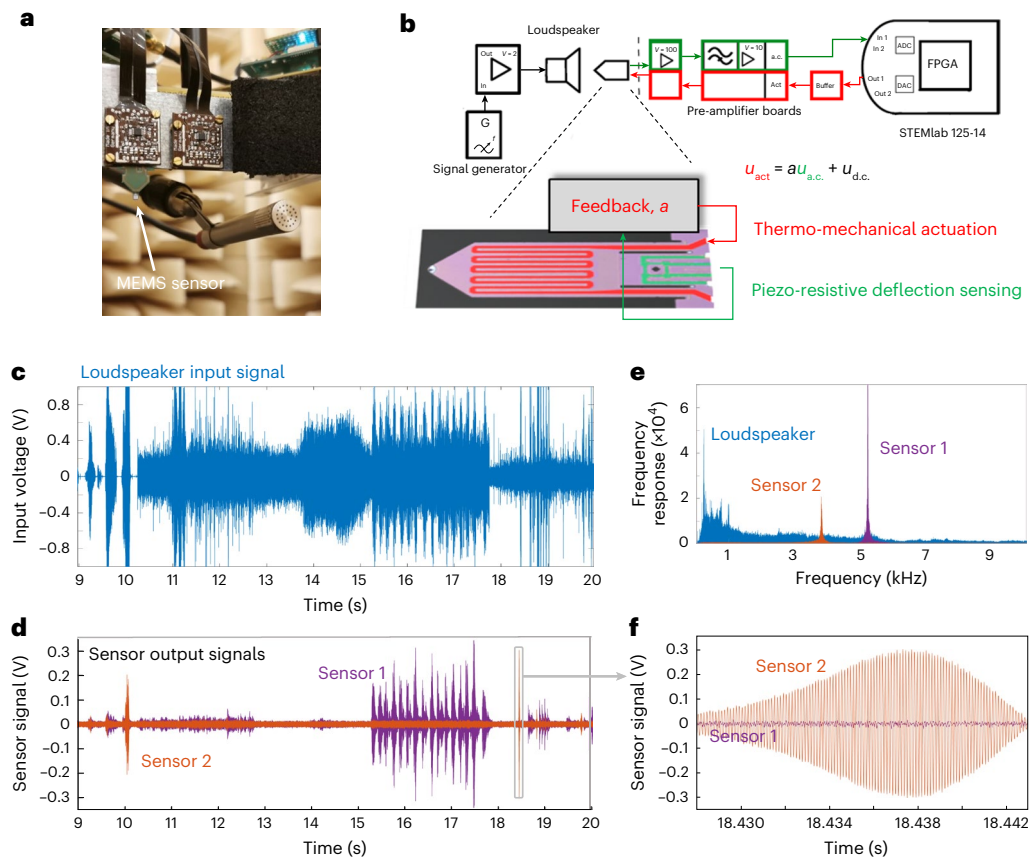 a
MEMS sensor
b
Loudspeaker
Out
V = 2
In
G
f
Signal generator
V = 100
V = 10
a.c.
Act
Buffer
Pre-amplifier boards
In 1
In 2
Out 1
Out 2
ADC
DAC
FPGA
STEMlab 125-14
u_act = au_a.c. + u_d.c.
Feedback, a
Thermo-mechanical actuation
Piezo-resistive deflection sensing
c
Loudspeaker input signal
Input voltage (V)
0.8
0.4
0
−0.4
−0.8
9 10 11 12 13 14 15 16 17 18 19 20
Time (s)
d
Sensor output signals
Sensor 1
Sensor 2
Sensor signal (V)
0.3
0.2
0.1
0
−0.1
−0.2
−0.3
9 10 11 12 13 14 15 16 17 18 19 20
Time (s)
e
Frequency
response (×10⁴)
6
4
2
0
Loudspeaker
Sensor 1
Sensor 2
1 3 5 7 9
Frequency (kHz)
f
Sensor signal (V)
0.3
0.2
0.1
0
−0.1
−0.2
−0.3
Sensor 2
Sensor 1
18.430 18.434 18.438 18.442
Time (s)